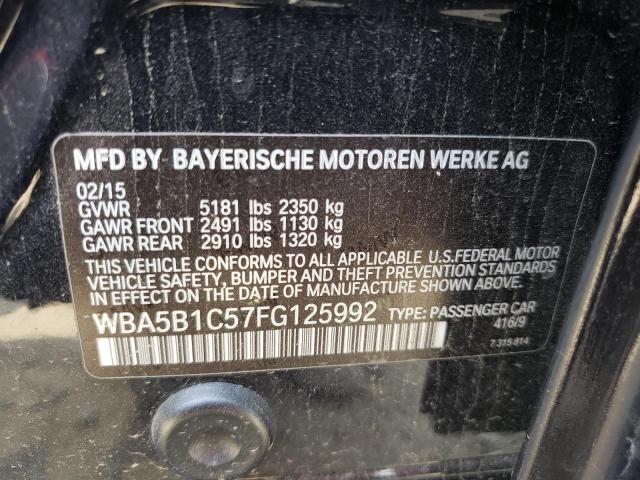 MFD BY BAYERISCHE MOTOREN WERKE AG
02/15
GVWR 5181 lbs 2350 kg
GAWR FRONT 2491 lbs 1130 kg
GAWR REAR 2910 lbs 1320 kg
THIS VEHICLE CONFORMS TO ALL APPLICABLE U.S.FEDERAL MOTOR
VEHICLE SAFETY, BUMPER AND THEFT PREVENTION STANDARDS
IN EFFECT ON THE DATE OF MANUFACTURE SHOWN ABOVE.
WBA5B1C57FG125992 TYPE: PASSENGER CAR
416/9
7 315 814